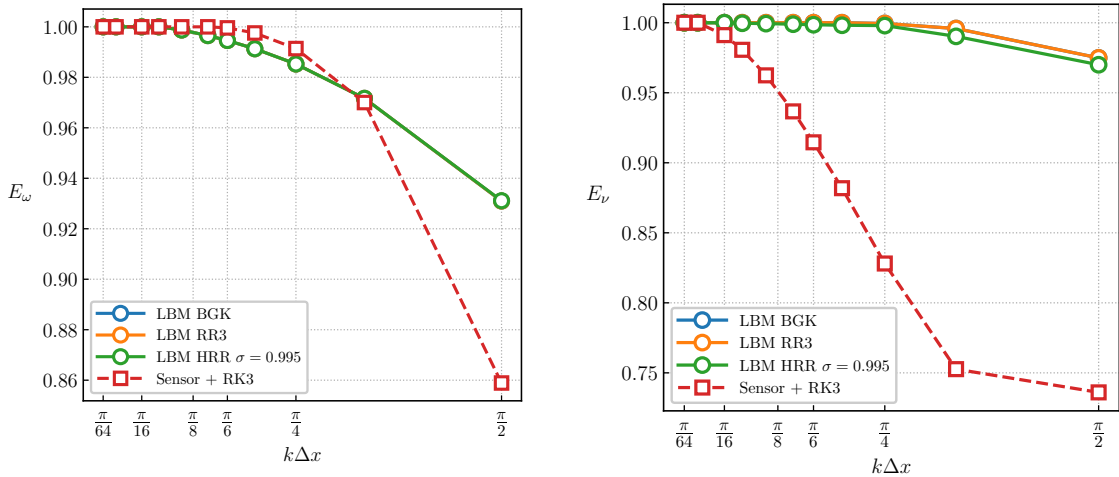 1.00
0.98
0.96
0.94
0.92
0.90
0.88
0.86
E_ω
LBM BGK
LBM RR3
LBM HRR σ = 0.995
Sensor + RK3
π/64 π/16 π/8 π/6 π/4 π/2
kΔx
1.00
0.95
0.90
0.85
0.80
0.75
E_ν
LBM BGK
LBM RR3
LBM HRR σ = 0.995
Sensor + RK3
π/64 π/16 π/8 π/6 π/4 π/2
kΔx